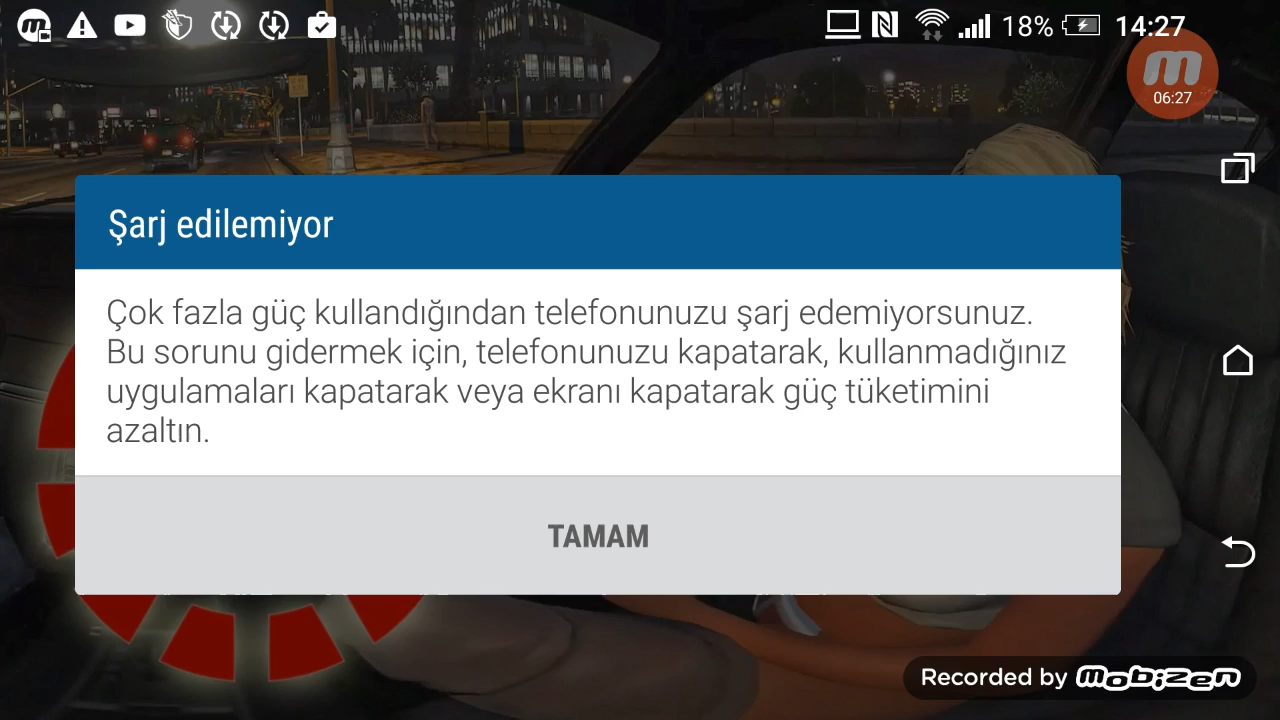 18% 14:27
m
06:27
Şarj edilemiyor
Çok fazla güç kullandığından telefonunuzu şarj edemiyorsunuz.
Bu sorunu gidermek için, telefonunuzu kapatarak, kullanmadığınız
uygulamaları kapatarak veya ekranı kapatarak güç tüketimini
azaltın.
TAMAM
Recorded by mobizen